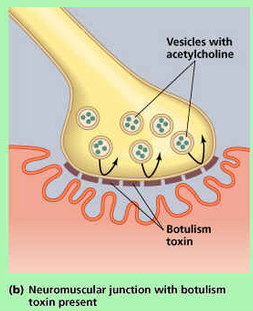 Vesicles with
acetylcholine
Botulism
toxin
(b) Neuromuscular junction with botulism
toxin present